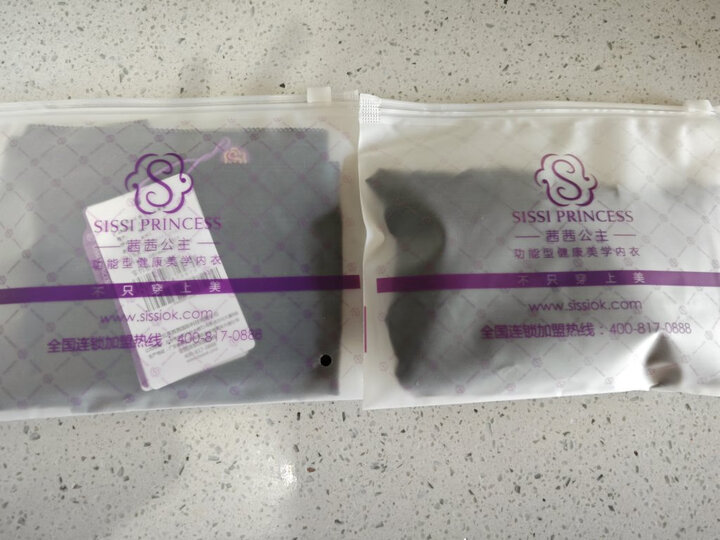 SISSI PRINCESS
茜茜公主
功能型健康美学内衣
不只穿上美
www.sissiok.com
全国连锁加盟热线：400-817-0888
SISSI PRINCESS
茜茜公主
功能型健康美学内衣
不只穿上美
www.sissiok.com
全国连锁加盟热线：400-817-0888